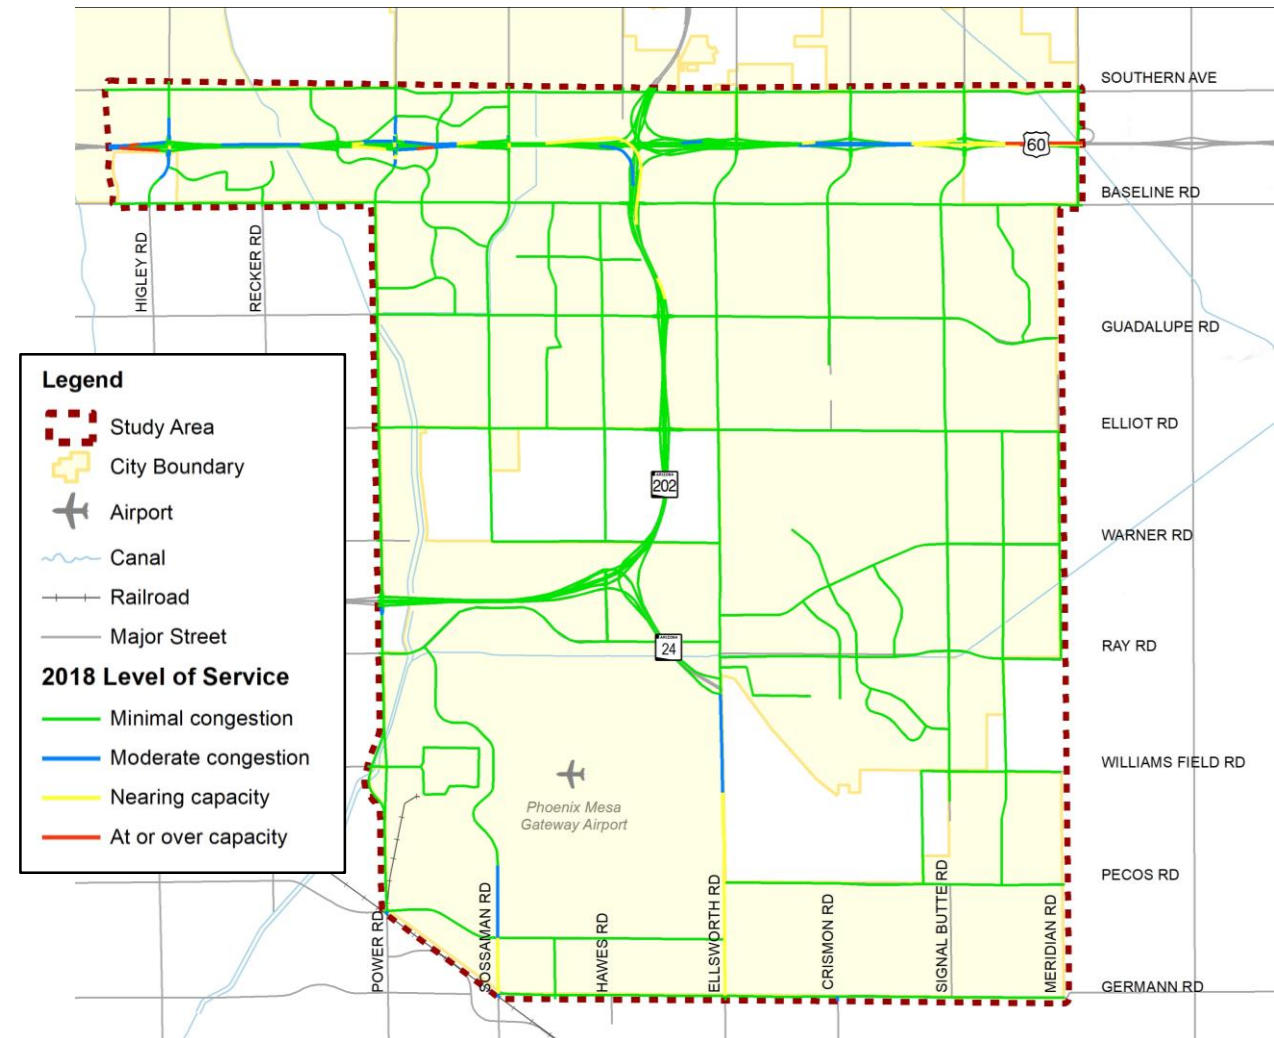 SOUTHERN AVE
60
BASELINE RD
HIGLEY RD
RECKER RD
GUADALUPE RD
Legend
Study Area
City Boundary
Airport
Canal
Railroad
Major Street
2018 Level of Service
Minimal congestion
Moderate congestion
Nearing capacity
At or over capacity
ELLIOT RD
ARIZONA
202
WARNER RD
ARIZONA
24
RAY RD
WILLIAMS FIELD RD
Phoenix Mesa
Gateway Airport
PECOS RD
POWER RD
SOSSAMAN RD
HAWES RD
ELLSWORTH RD
CRISMON RD
SIGNAL BUTTE RD
MERIDIAN RD
GERMANN RD